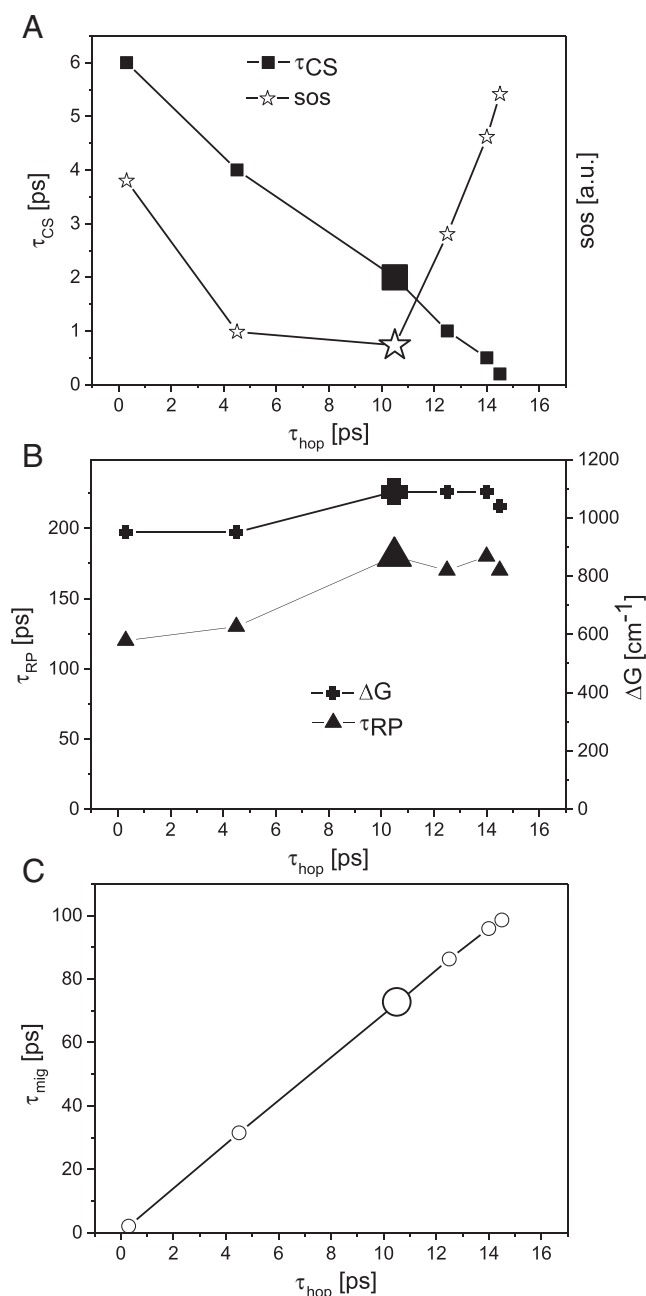 A
6
5
4
3
2
1
0
τCS [ps]
τCS
sos
sos [a.u.]
0 2 4 6 8 10 12 14 16
τhop [ps]
B
200
150
100
50
0
τRP [ps]
1200
1000
800
600
400
200
0
ΔG [cm-1]
ΔG
τRP
0 2 4 6 8 10 12 14 16
τhop [ps]
C
100
80
60
40
20
0
τmig [ps]
0 2 4 6 8 10 12 14 16
τhop [ps]